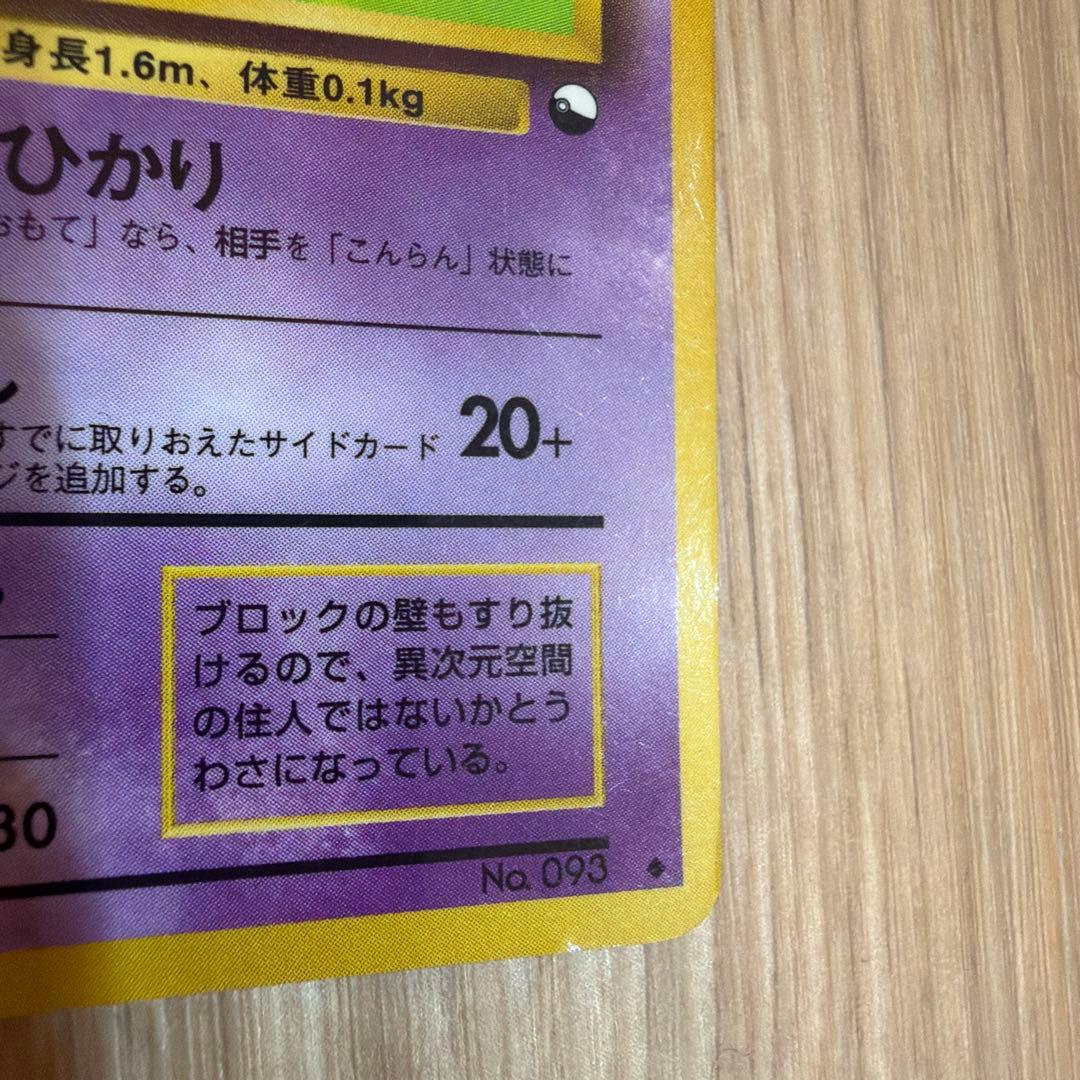 身長1.6m、体重0.1kg
ひかり
おもて」なら、相手を「こんらん」状態に
すでに取りおえたサイドカード 20+
ジを追加する。
ブロックの壁もすり抜
けるので、異次元空間
の住人ではないかとう
わさになっている。
30
No. 093